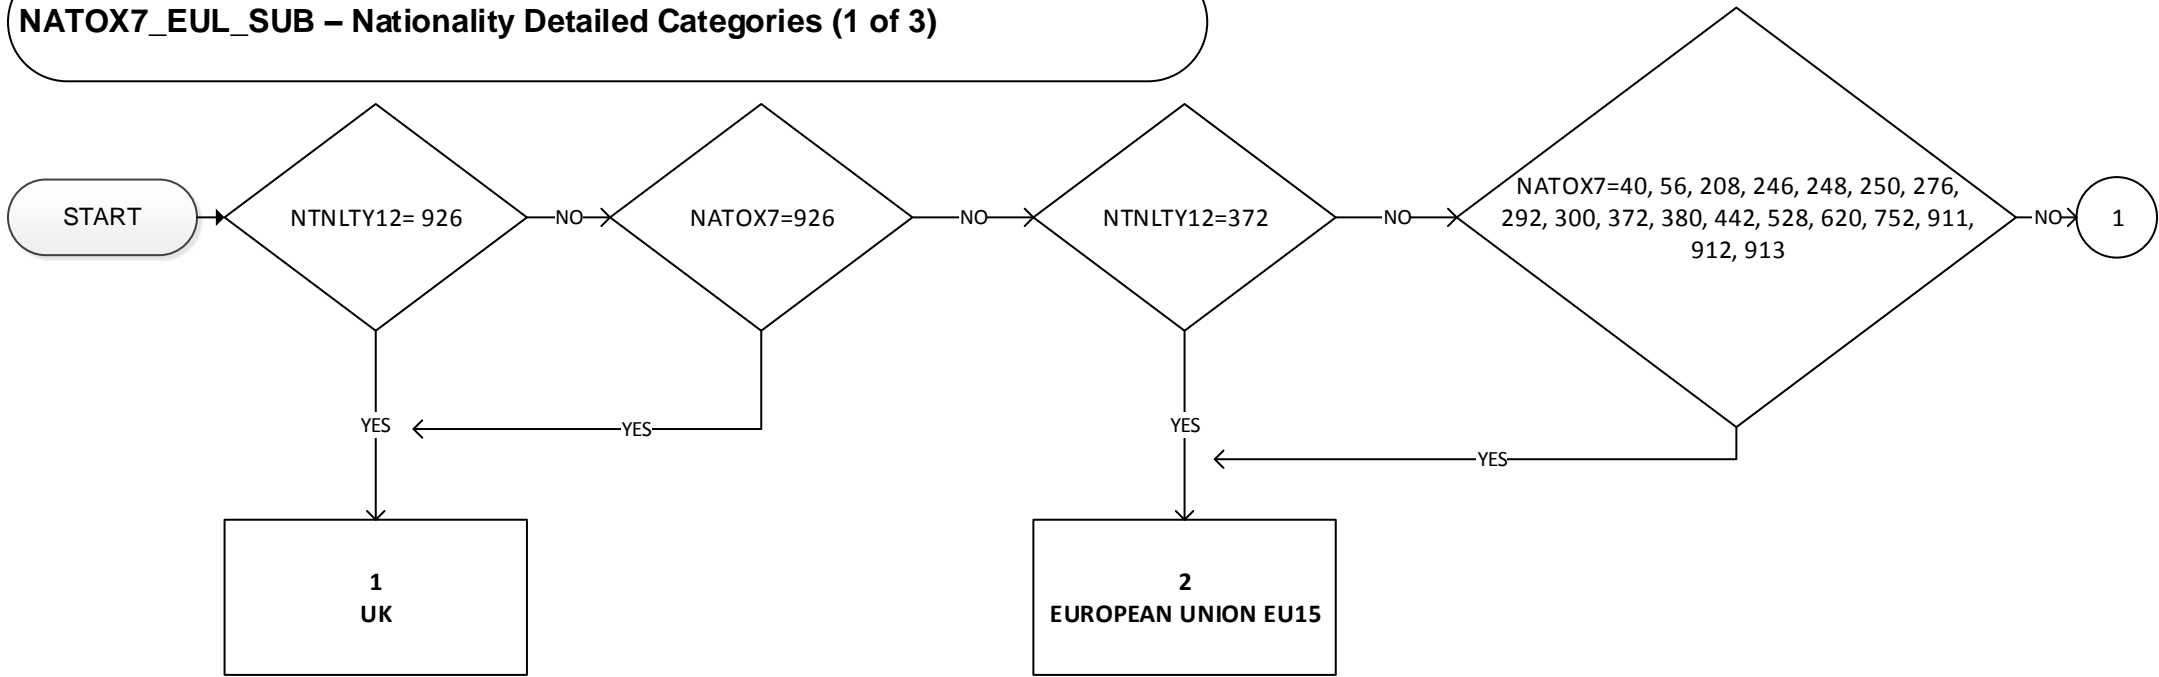 NATOX7_EUL_SUB – Nationality Detailed Categories (1 of 3)
START
NTNLTY12= 926
NO
NATOX7=926
NO
NTNLTY12=372
NO
NATOX7=40, 56, 208, 246, 248, 250, 276,
292, 300, 372, 380, 442, 528, 620, 752, 911,
912, 913
NO
1
YES
YES
YES
YES
1
UK
2
EUROPEAN UNION EU15